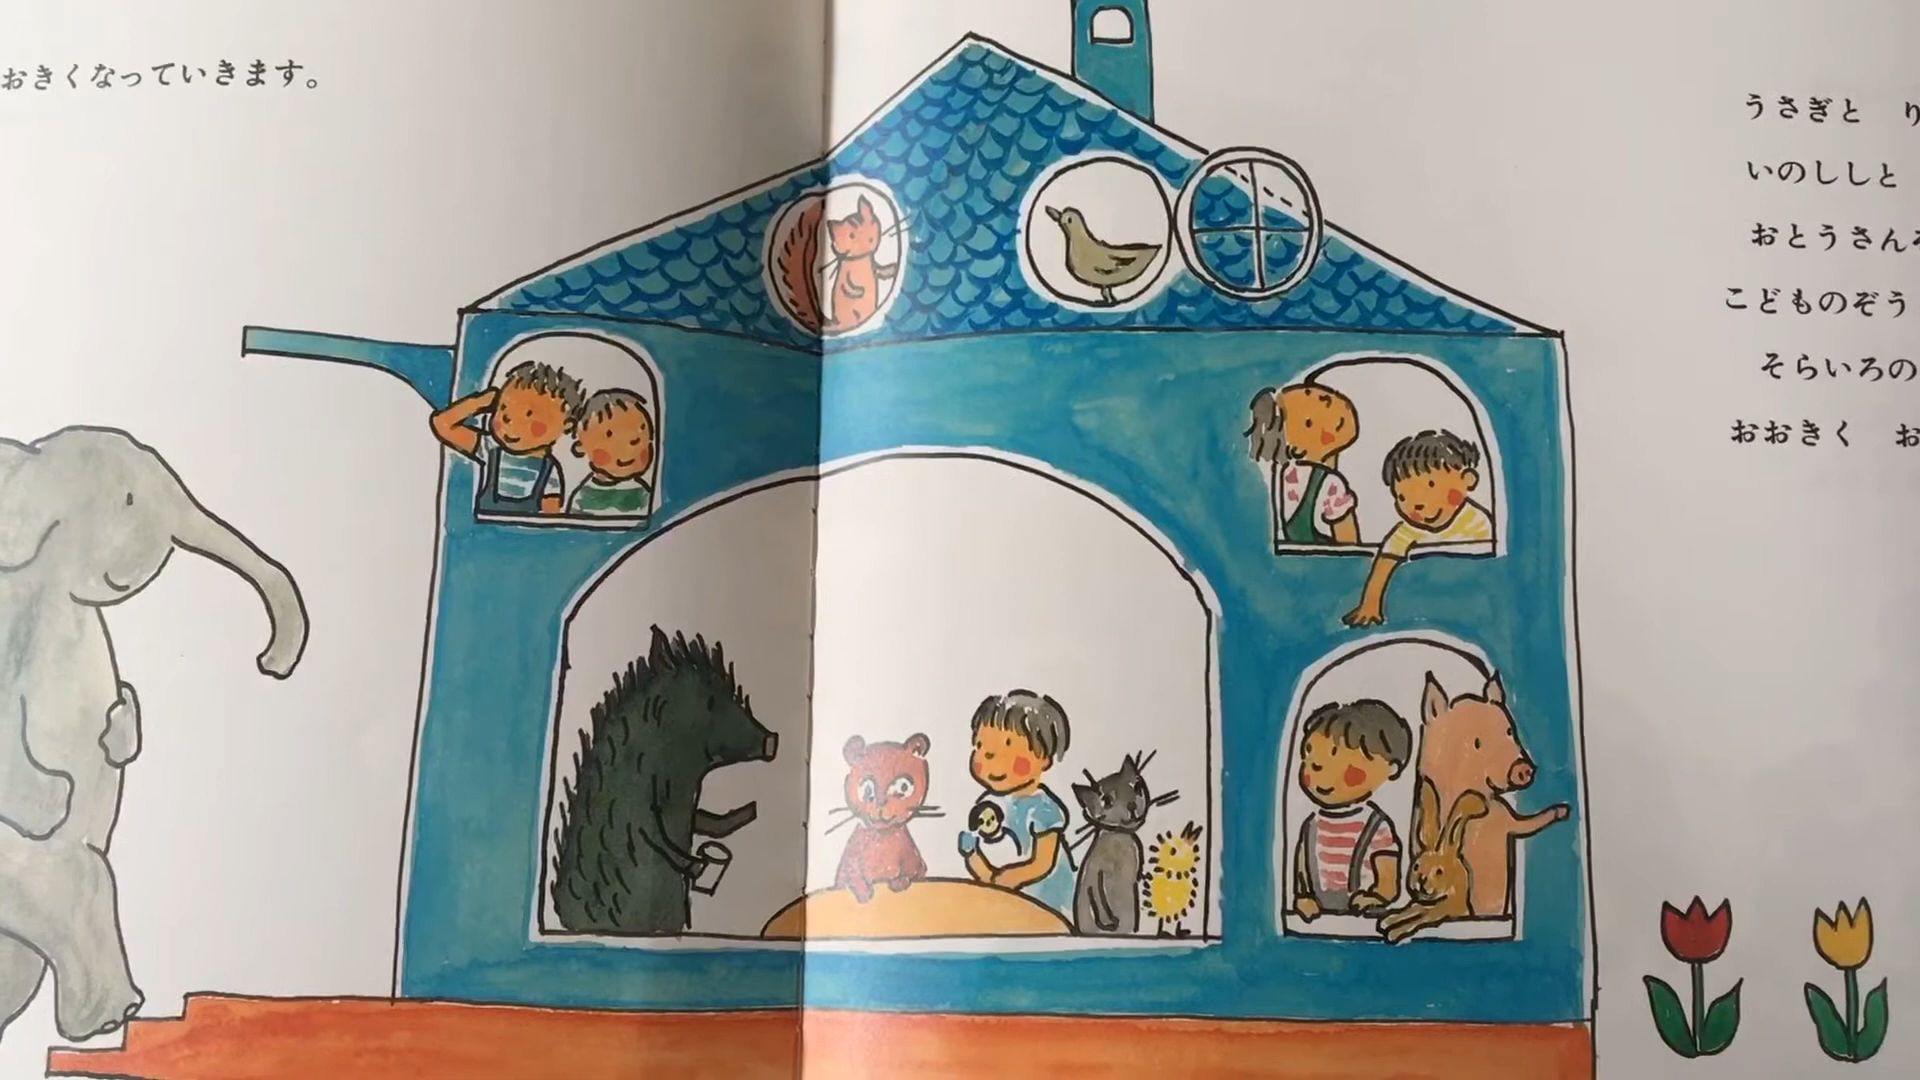 おきくなっていきます。
うさぎと り
いのししと
おとうさん
こどものぞう
そらいろの
おおきく お